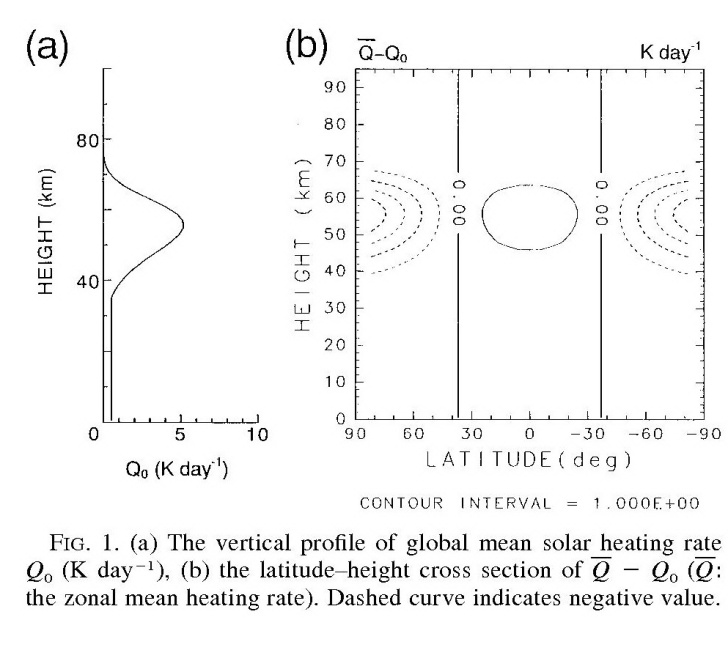 (a)
(b)
Q̅-Q₀
K day⁻¹
HEIGHT (km)
80
40
0
5
10
Q₀ (K day⁻¹)
HEIGHT (km)
90
80
70
60
50
40
30
20
10
0
0.00
0.00
90
60
30
0
-30
-60
-90
LATITUDE(deg)
CONTOUR INTERVAL = 1.000E+00
FIG. 1. (a) The vertical profile of global mean solar heating rate
Q₀ (K day⁻¹), (b) the latitude–height cross section of Q̅ − Q₀ (Q̅:
the zonal mean heating rate). Dashed curve indicates negative value.